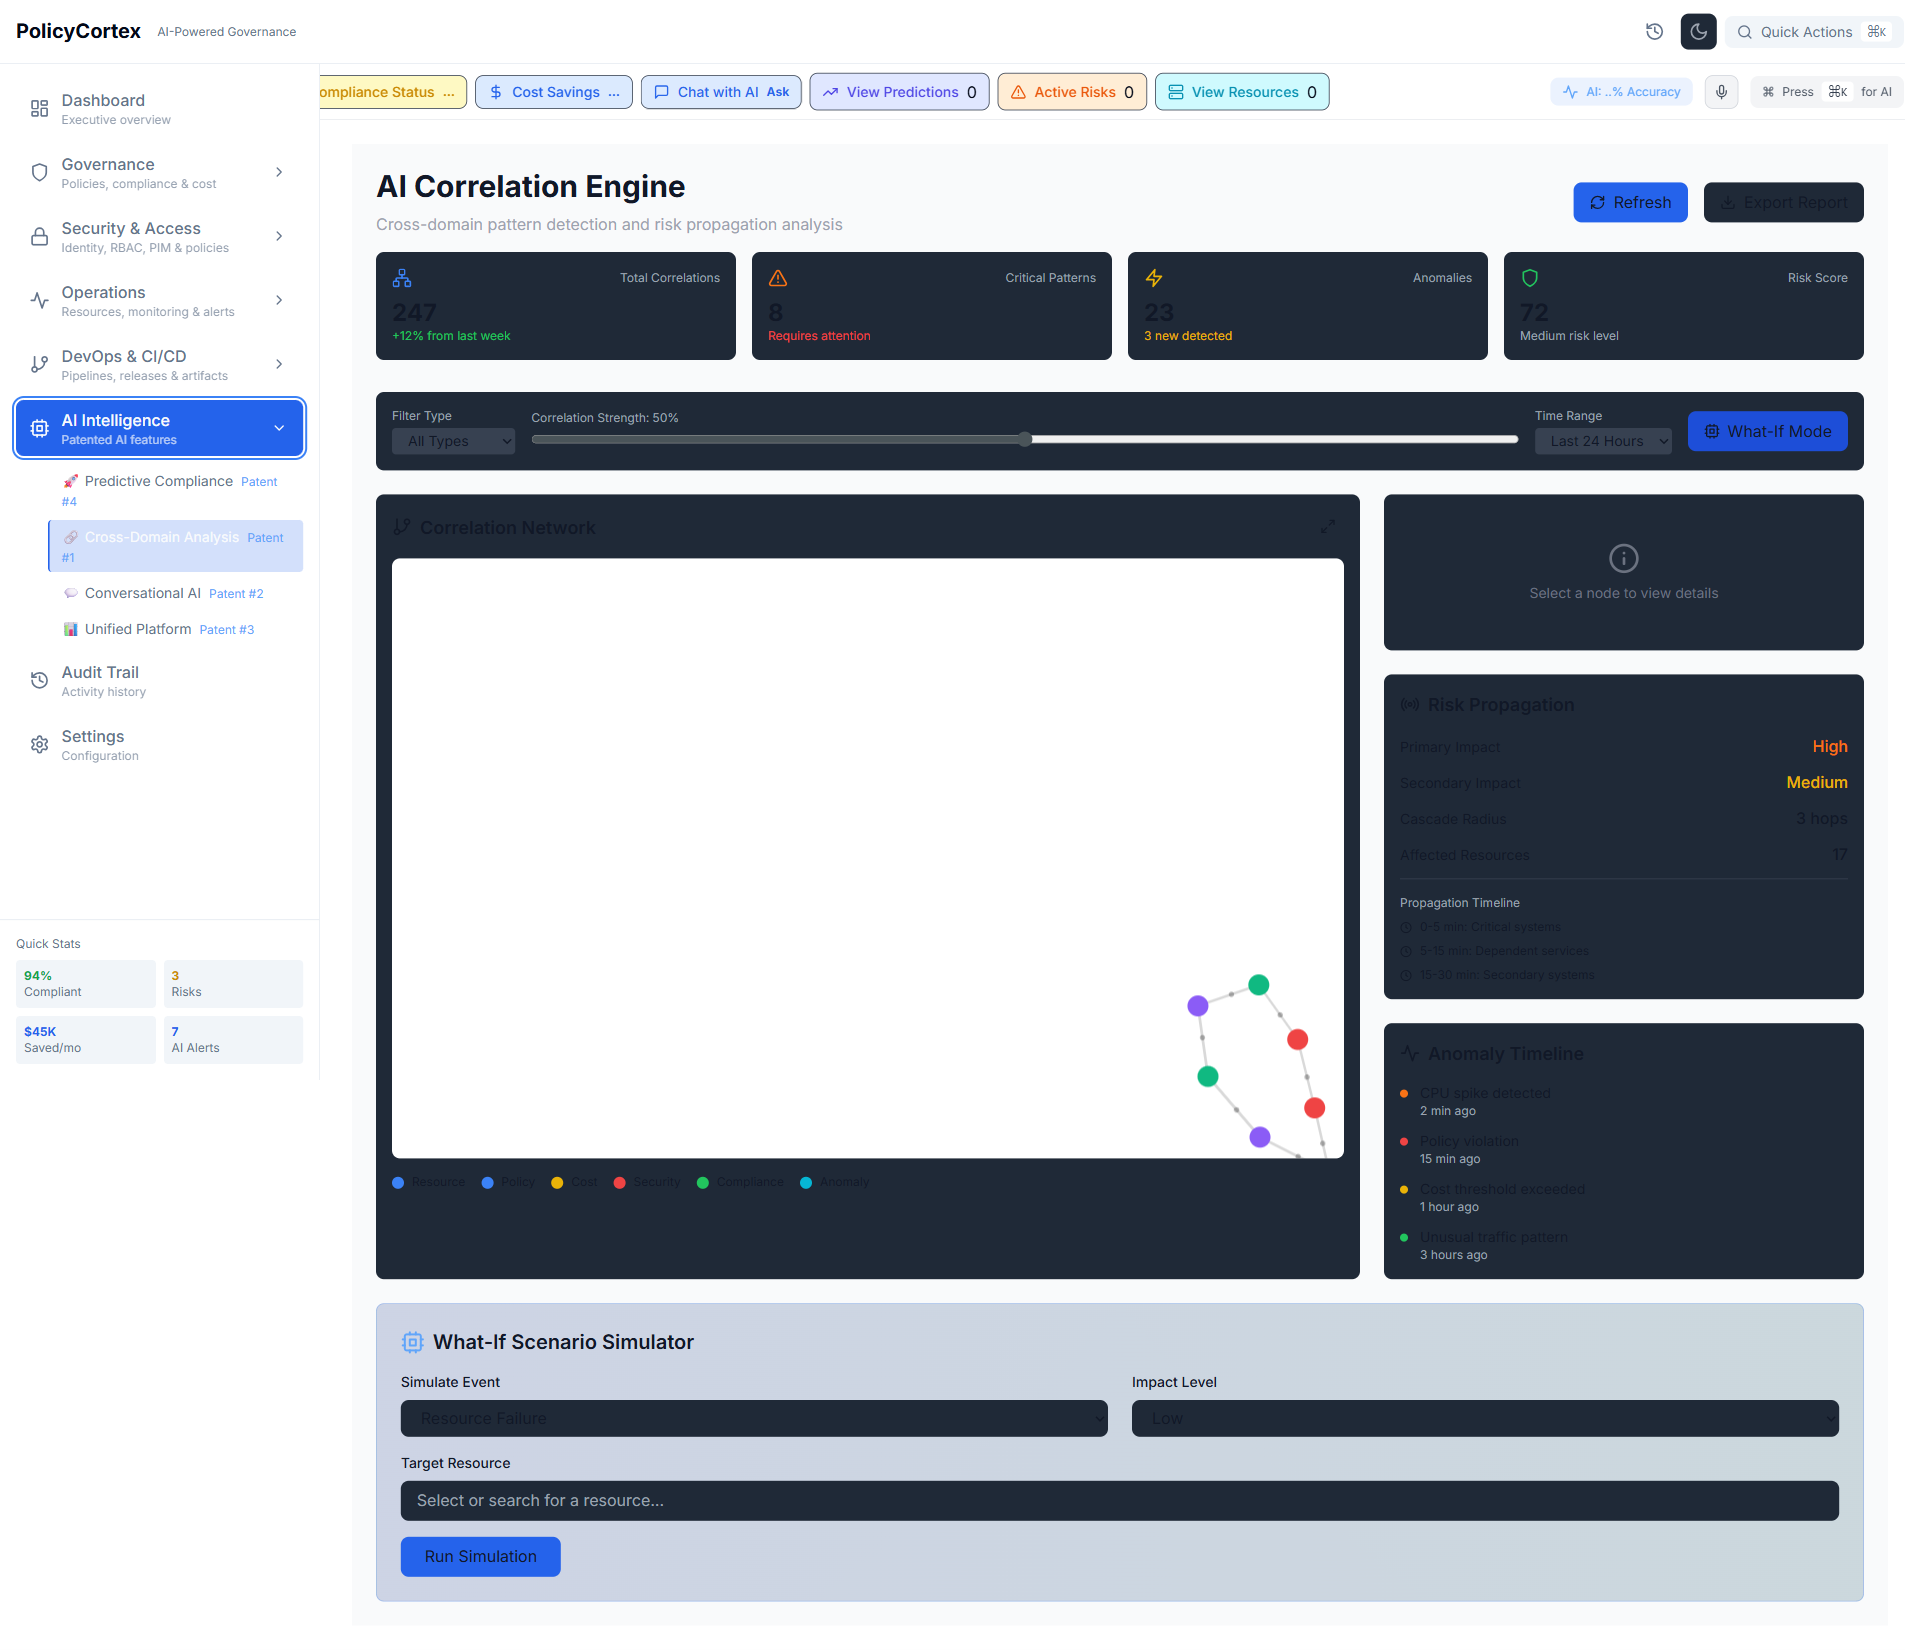 PolicyCortex AI-Powered Governance
Quick Actions ⌘K
Dashboard
Executive overview
Governance
Policies, compliance & cost
Security & Access
Identity, RBAC, PIM & policies
Operations
Resources, monitoring & alerts
DevOps & CI/CD
Pipelines, releases & artifacts
AI Intelligence
Patented AI features
🚀 Predictive Compliance Patent
#4
🔗 Cross-Domain Analysis Patent
#1
💬 Conversational AI Patent #2
📊 Unified Platform Patent #3
Audit Trail
Activity history
Settings
Configuration
Quick Stats
94%
Compliant
3
Risks
$45K
Saved/mo
7
AI Alerts
ompliance Status ...
Cost Savings ...
Chat with AI Ask
View Predictions 0
Active Risks 0
View Resources 0
AI: ..% Accuracy
⌘ Press ⌘K for AI
AI Correlation Engine
Cross-domain pattern detection and risk propagation analysis
Refresh
Export Report
Total Correlations
247
+12% from last week
Critical Patterns
8
Requires attention
Anomalies
23
3 new detected
Risk Score
72
Medium risk level
Filter Type
All Types
Correlation Strength: 50%
Time Range
Last 24 Hours
What-If Mode
Correlation Network
Resource Policy Cost Security Compliance Anomaly
Select a node to view details
Risk Propagation
Primary Impact High
Secondary Impact Medium
Cascade Radius 3 hops
Affected Resources 17
Propagation Timeline
0-5 min: Critical systems
5-15 min: Dependent services
15-30 min: Secondary systems
Anomaly Timeline
CPU spike detected
2 min ago
Policy violation
15 min ago
Cost threshold exceeded
1 hour ago
Unusual traffic pattern
3 hours ago
What-If Scenario Simulator
Simulate Event
Resource Failure
Impact Level
Low
Target Resource
Select or search for a resource...
Run Simulation